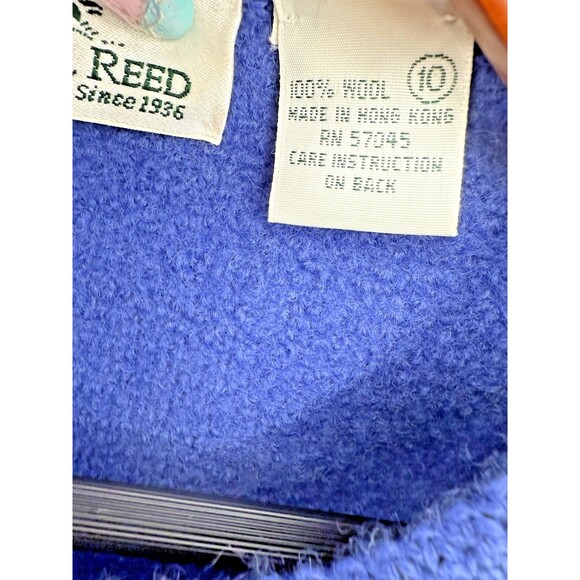 REED
Since 1936
100% WOOL 10
MADE IN HONG KONG
RN 57045
CARE INSTRUCTION
ON BACK